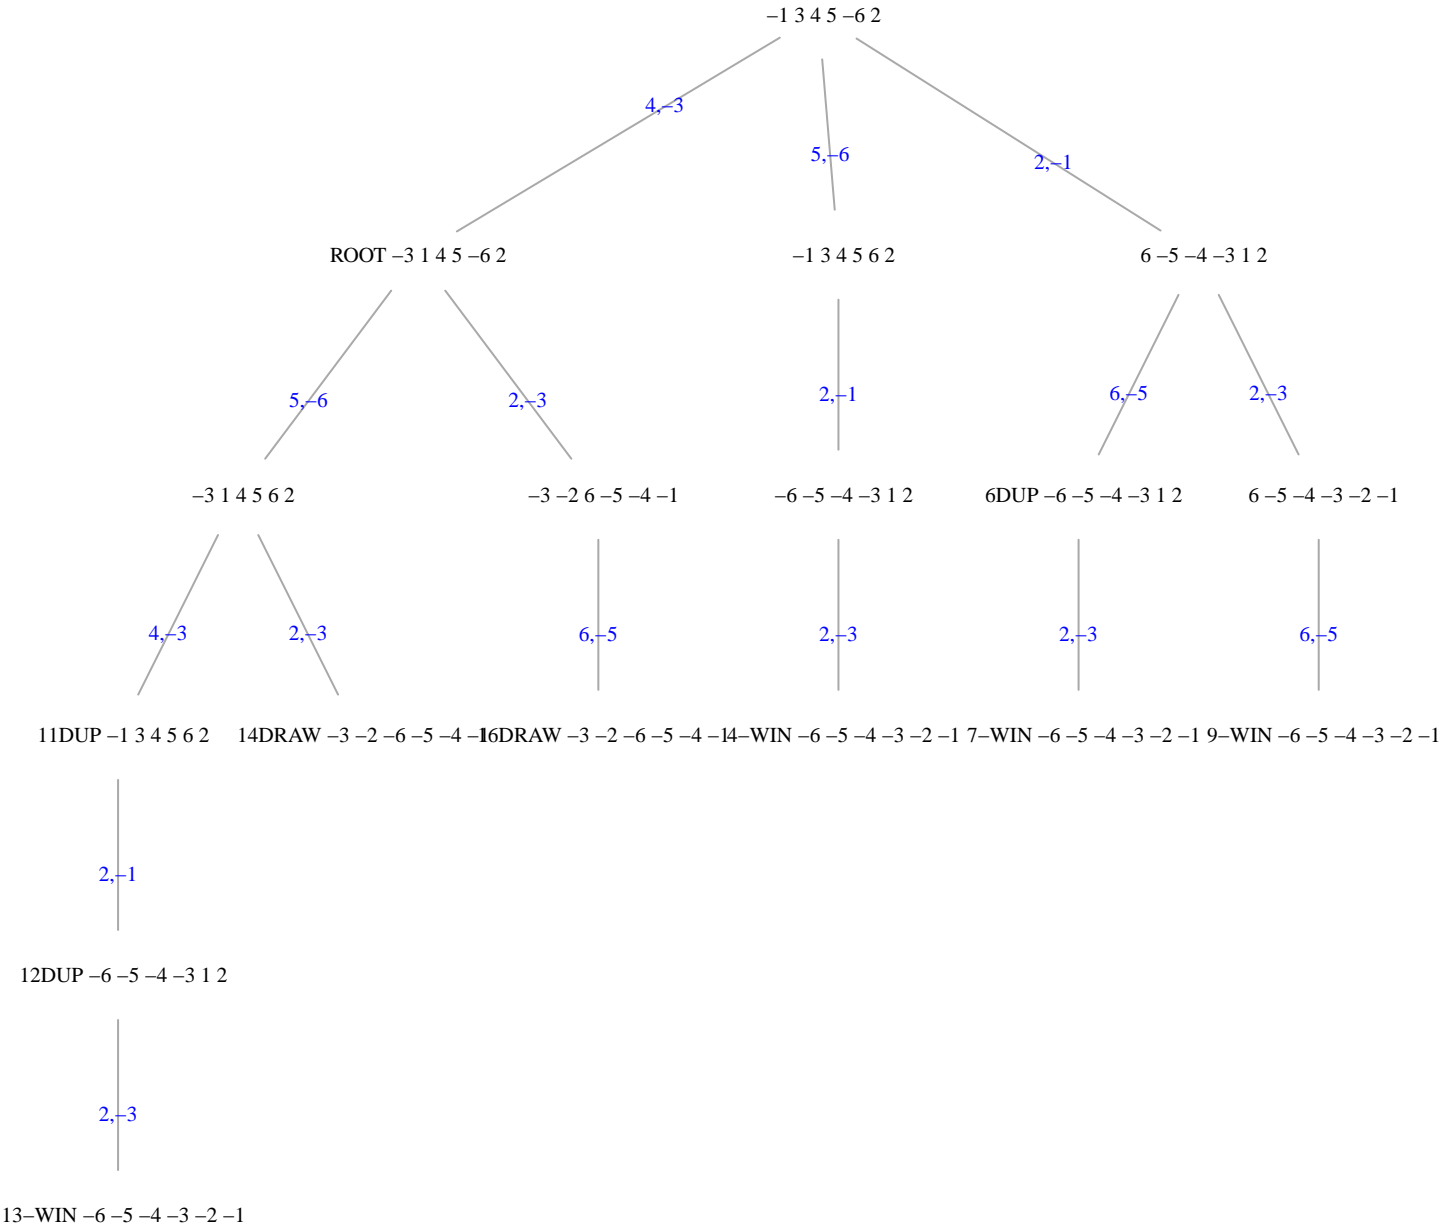 –1 3 4 5 –6 2
4,–3
5,–6
2,–1
ROOT –3 1 4 5 –6 2
–1 3 4 5 6 2
6 –5 –4 –3 1 2
5,–6
2,–3
2,–1
6,–5
2,–3
–3 1 4 5 6 2
–3 –2 6 –5 –4 –1
–6 –5 –4 –3 1 2
6DUP –6 –5 –4 –3 1 2
6 –5 –4 –3 –2 –1
4,–3
2,–3
6,–5
2,–3
2,–3
6,–5
11DUP –1 3 4 5 6 2
14DRAW –3 –2 –6 –5 –4 –1
16DRAW –3 –2 –6 –5 –4 –1
4–WIN –6 –5 –4 –3 –2 –1
7–WIN –6 –5 –4 –3 –2 –1
9–WIN –6 –5 –4 –3 –2 –1
2,–1
12DUP –6 –5 –4 –3 1 2
2,–3
13–WIN –6 –5 –4 –3 –2 –1